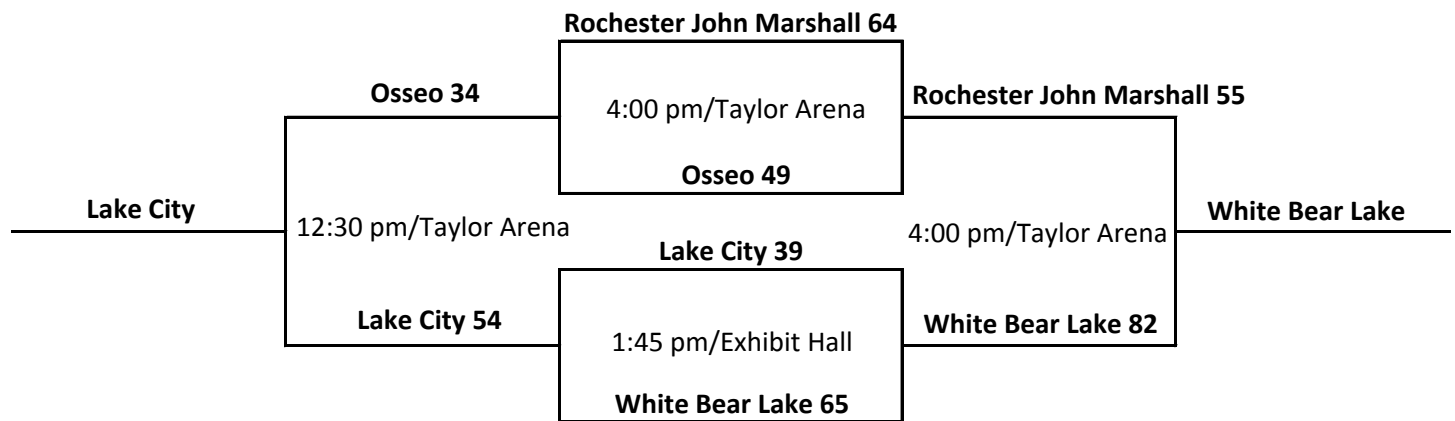 Rochester John Marshall 64
Osseo 34
Rochester John Marshall 55
4:00 pm/Taylor Arena
Osseo 49
Lake City
White Bear Lake
12:30 pm/Taylor Arena
4:00 pm/Taylor Arena
Lake City 39
Lake City 54
White Bear Lake 82
1:45 pm/Exhibit Hall
White Bear Lake 65